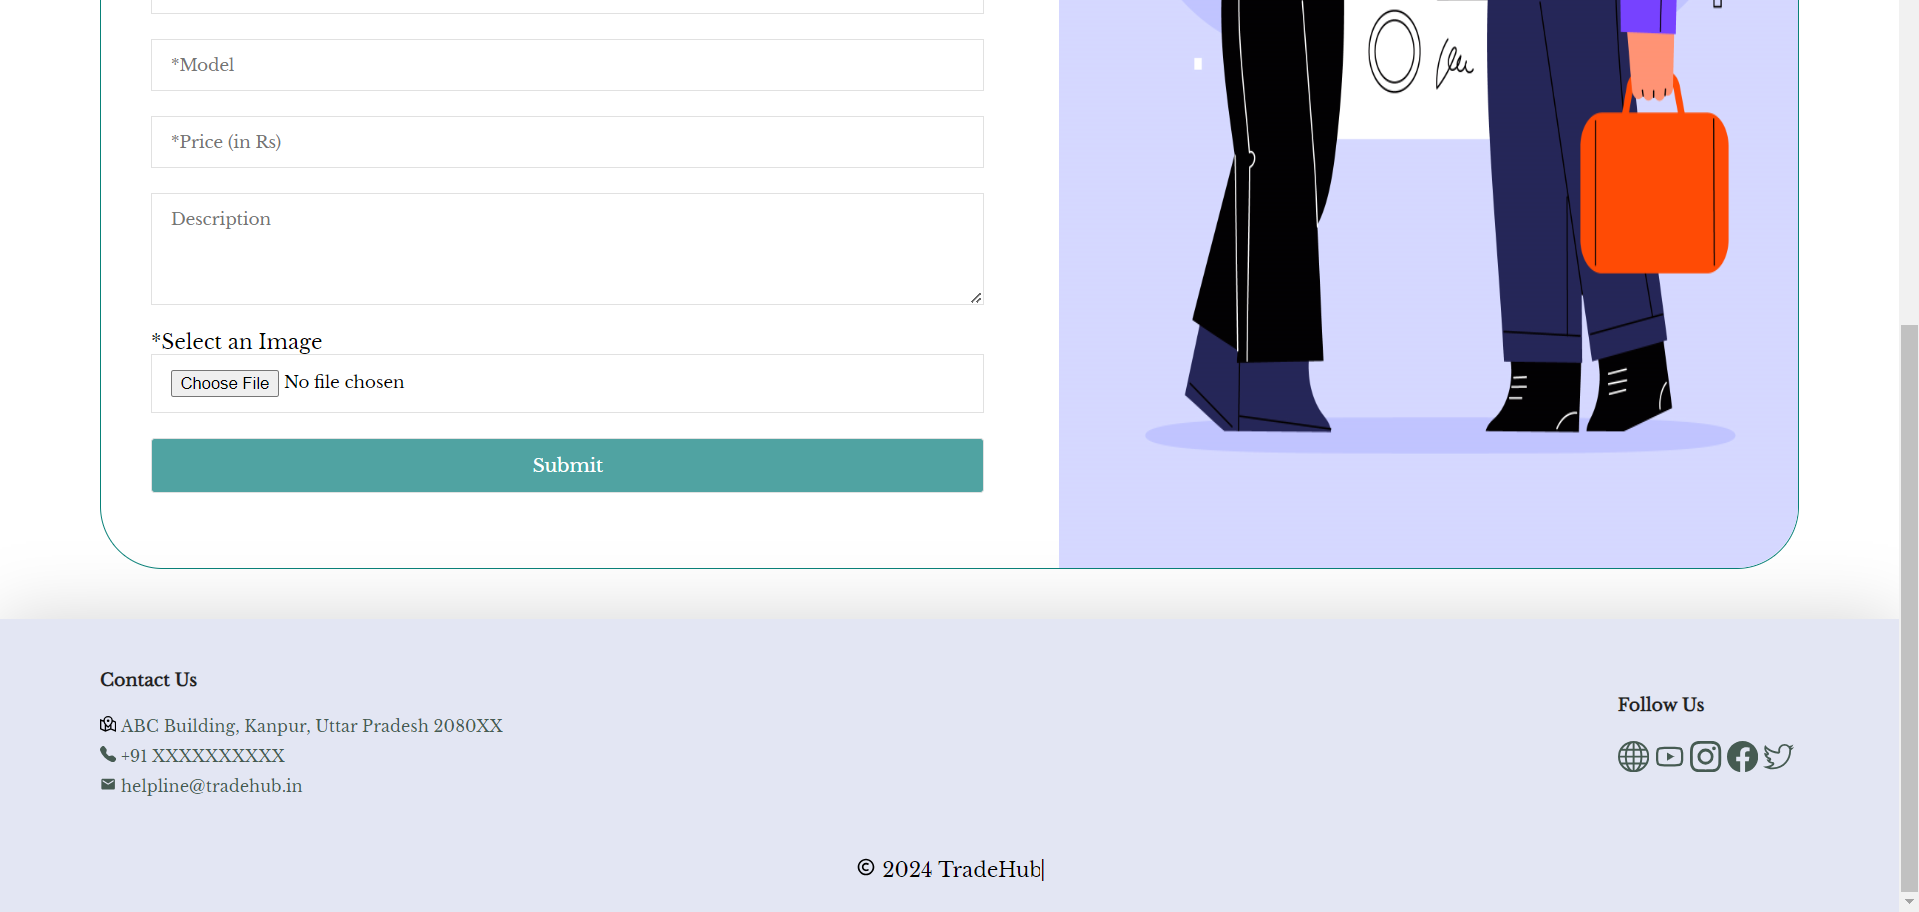 *Model
*Price (in Rs)
Description
*Select an Image
Choose File No file chosen
Submit
Contact Us
ABC Building, Kanpur, Uttar Pradesh 2080XX
+91 XXXXXXXXXX
helpline@tradehub.in
Follow Us
© 2024 TradeHub